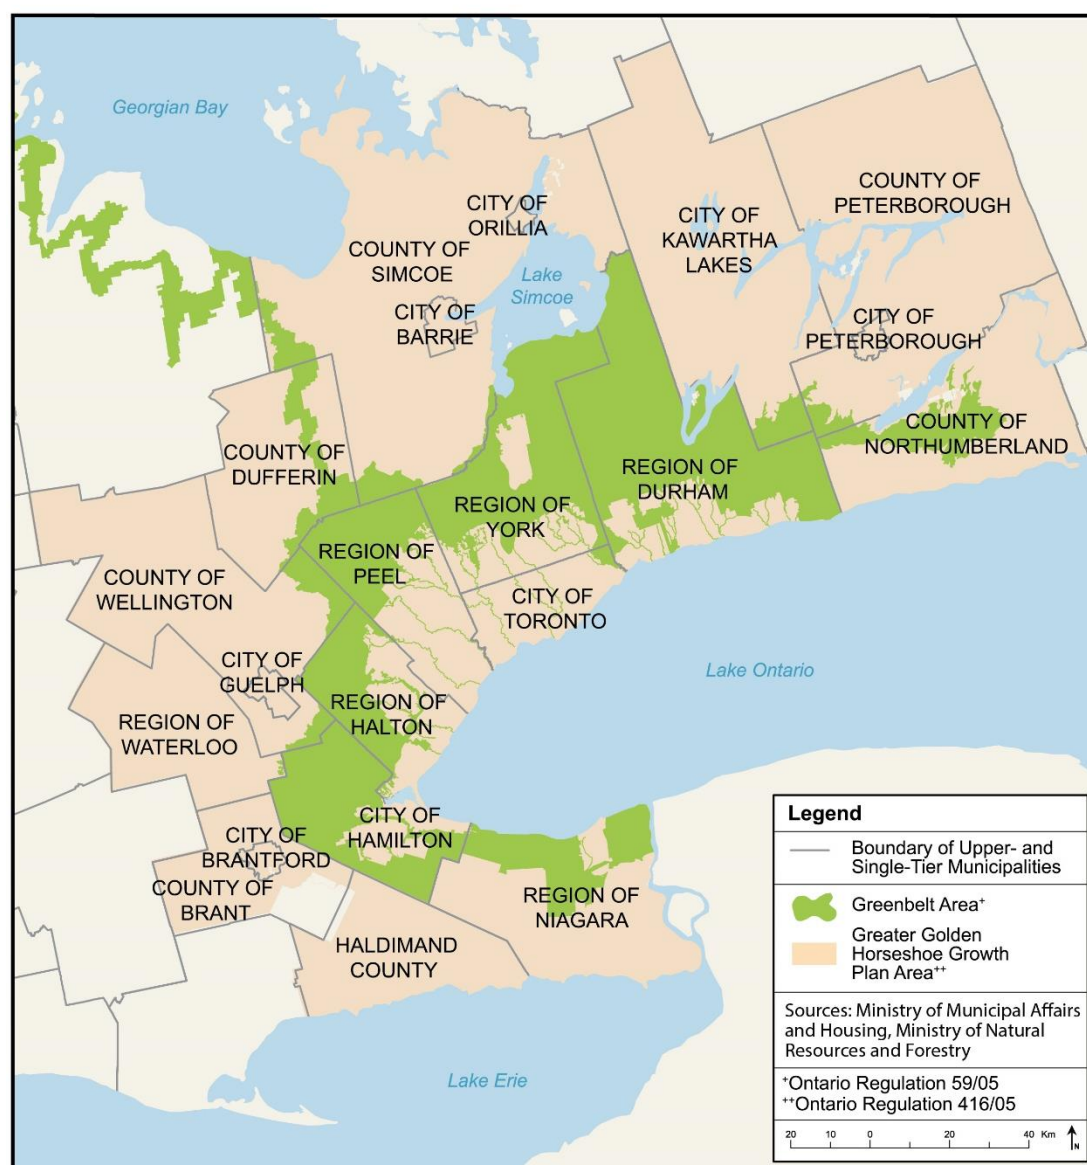 Georgian Bay
CITY OF
ORILLIA
COUNTY OF
SIMCOE
Lake
Simcoe
CITY OF
BARRIE
CITY OF
KAWARTHA
LAKES
COUNTY OF
PETERBOROUGH
CITY OF
PETERBOROUGH
COUNTY OF
NORTHUMBERLAND
COUNTY OF
DUFFERIN
REGION OF
DURHAM
REGION OF
YORK
REGION OF
PEEL
CITY OF
TORONTO
COUNTY OF
WELLINGTON
CITY OF
GUELPH
REGION OF
HALTON
REGION OF
WATERLOO
Lake Ontario
CITY OF
HAMILTON
CITY OF
BRANTFORD
COUNTY OF
BRANT
REGION OF
NIAGARA
HALDIMAND
COUNTY
Lake Erie
Legend
Boundary of Upper- and
Single-Tier Municipalities
Greenbelt Area+
Greater Golden
Horseshoe Growth
Plan Area++
Sources: Ministry of Municipal Affairs
and Housing, Ministry of Natural
Resources and Forestry
+Ontario Regulation 59/05
++Ontario Regulation 416/05
20 10 0 20 40 Km
N